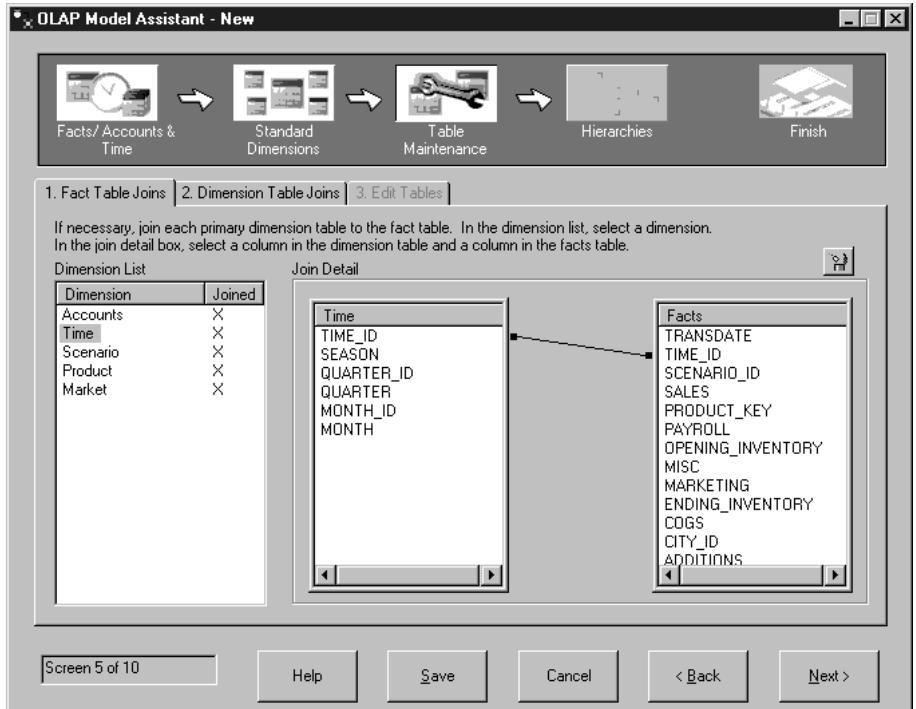 OLAP Model Assistant - New
Facts/ Accounts &
Time
Standard
Dimensions
Table
Maintenance
Hierarchies
Finish
1. Fact Table Joins
2. Dimension Table Joins
3. Edit Tables
If necessary, join each primary dimension table to the fact table. In the dimension list, select a dimension.
In the join detail box, select a column in the dimension table and a column in the facts table.
Dimension List
Dimension Joined
Accounts X
Time X
Scenario X
Product X
Market X
Join Detail
Time
TIME_ID
SEASON
QUARTER_ID
QUARTER
MONTH_ID
MONTH
Facts
TRANSDATE
TIME_ID
SCENARIO_ID
SALES
PRODUCT_KEY
PAYROLL
OPENING_INVENTORY
MISC
MARKETING
ENDING_INVENTORY
COGS
CITY_ID
ADDITIONS
Screen 5 of 10
Help
Save
Cancel
< Back
Next >